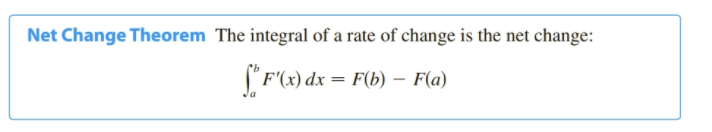 Net Change Theorem The integral of a rate of change is the net change:
∫ₐᵇ F′(x) dx = F(b) − F(a)